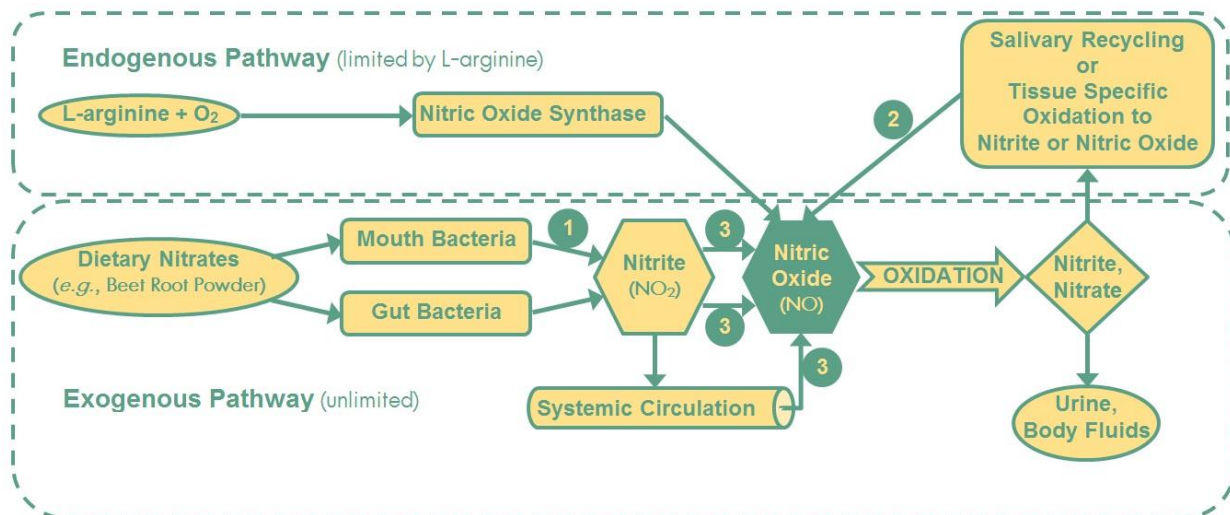 Endogenous Pathway (limited by L-arginine)
L-arginine + O₂
Nitric Oxide Synthase
Salivary Recycling
or
Tissue Specific
Oxidation to
Nitrite or Nitric Oxide
2
Dietary Nitrates
(e.g., Beet Root Powder)
Mouth Bacteria
Gut Bacteria
1
Nitrite
(NO₂)
3
3
Nitric
Oxide
(NO)
OXIDATION
Nitrite,
Nitrate
Systemic Circulation
3
Urine,
Body Fluids
Exogenous Pathway (unlimited)